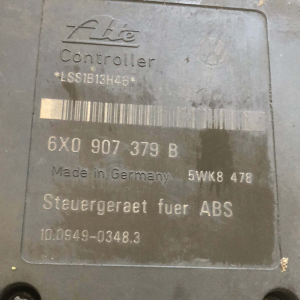 Ate
Controller
*LSS1B13H48*
6X0 907 379 B
Made in Germany 5WK8 478
Steuergeraet fuer ABS
10.0949-0348.3